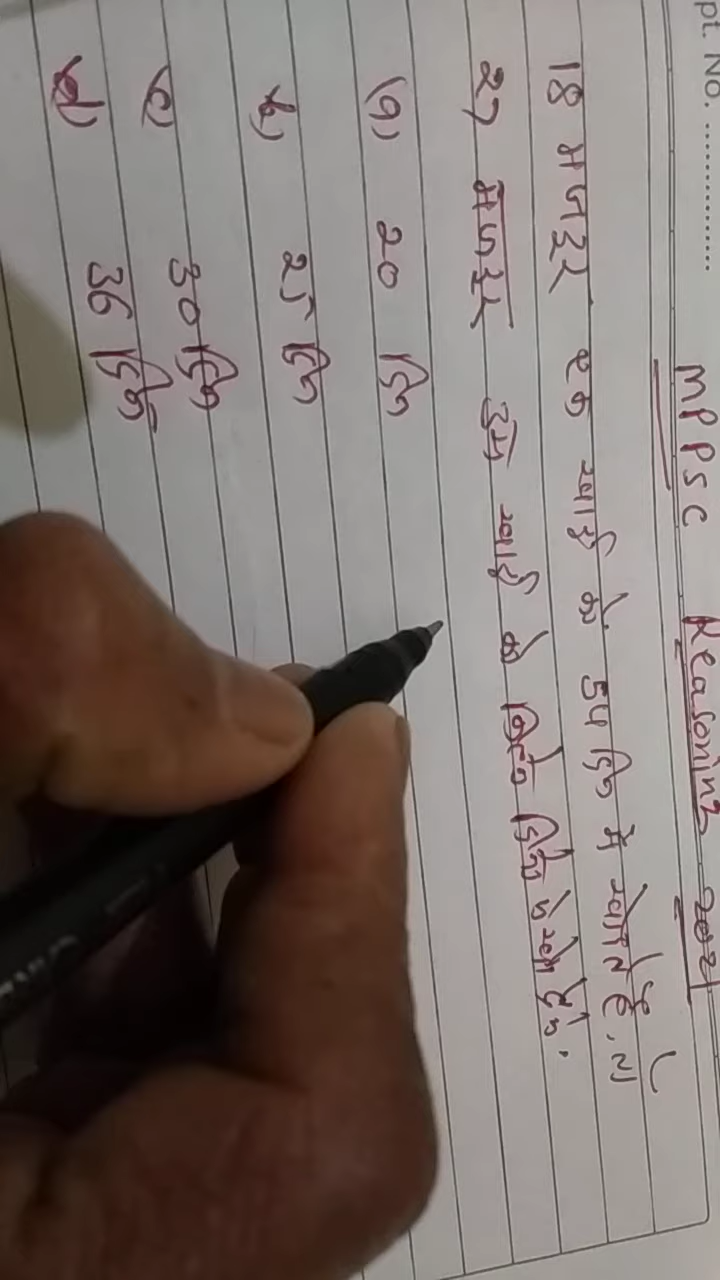 pt. No. ...............
MPPSC Reasoning 2021
18 मजदूर एक खाई को 54 दिन में खोदते है, तो
27 मजदूर उस खाई को कितने दिनों में खोद देंगे.
(a) 20 दिन
b) 25 दिन
c) 30 दिन
d) 36 दिन